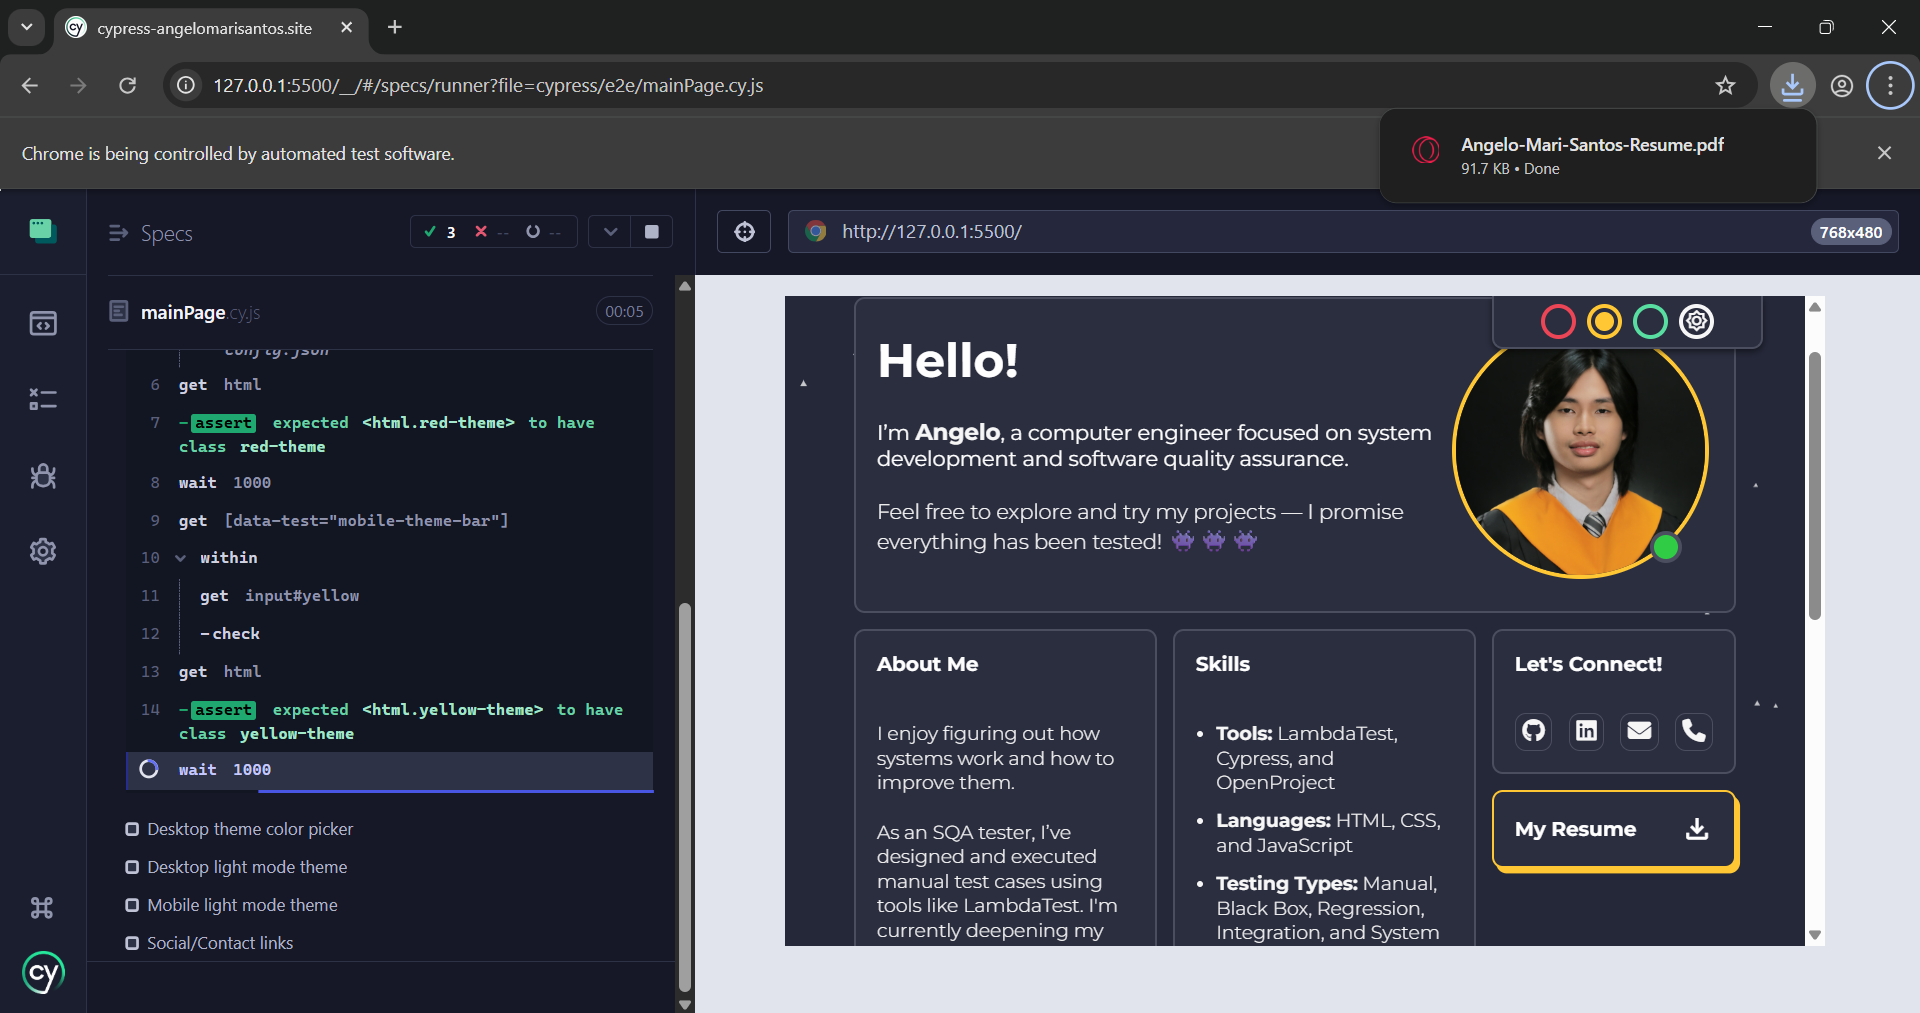 cypress-angelomarisantos.site
127.0.0.1:5500/__/#/specs/runner?file=cypress/e2e/mainPage.cy.js
Chrome is being controlled by automated test software.
Angelo-Mari-Santos-Resume.pdf
91.7 KB • Done
Specs
3 -- --
http://127.0.0.1:5500/
768x480
mainPage.cy.js
00:05
config.json
6 get html
7 -assert expected <html.red-theme> to have
class red-theme
8 wait 1000
9 get [data-test="mobile-theme-bar"]
10 within
11 get input#yellow
12 -check
13 get html
14 -assert expected <html.yellow-theme> to have
class yellow-theme
wait 1000
Desktop theme color picker
Desktop light mode theme
Mobile light mode theme
Social/Contact links
cy
Hello!
I'm Angelo, a computer engineer focused on system
development and software quality assurance.
Feel free to explore and try my projects — I promise
everything has been tested! 👾 👾 👾
About Me
I enjoy figuring out how
systems work and how to
improve them.
As an SQA tester, I've
designed and executed
manual test cases using
tools like LambdaTest. I'm
currently deepening my
Skills
• Tools: LambdaTest,
Cypress, and
OpenProject
• Languages: HTML, CSS,
and JavaScript
• Testing Types: Manual,
Black Box, Regression,
Integration, and System
Let's Connect!
My Resume